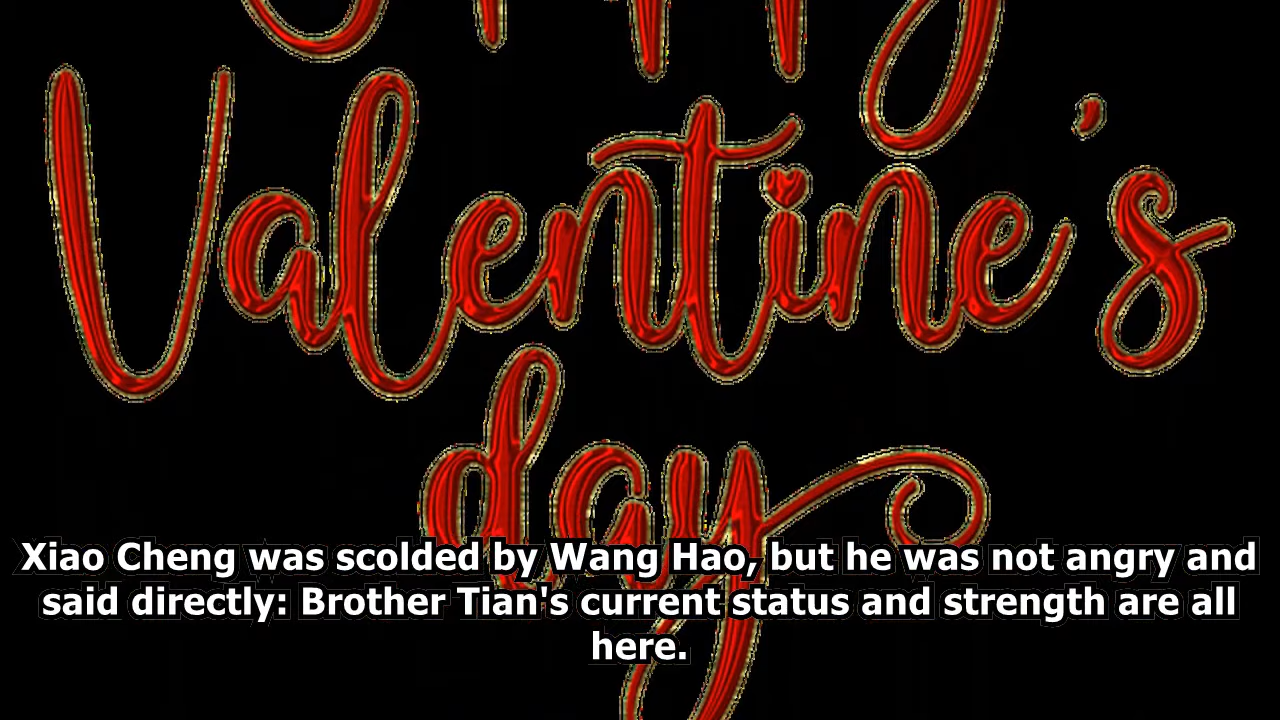 Valentine's
day
Xiao Cheng was scolded by Wang Hao, but he was not angry and
said directly: Brother Tian's current status and strength are all
here.